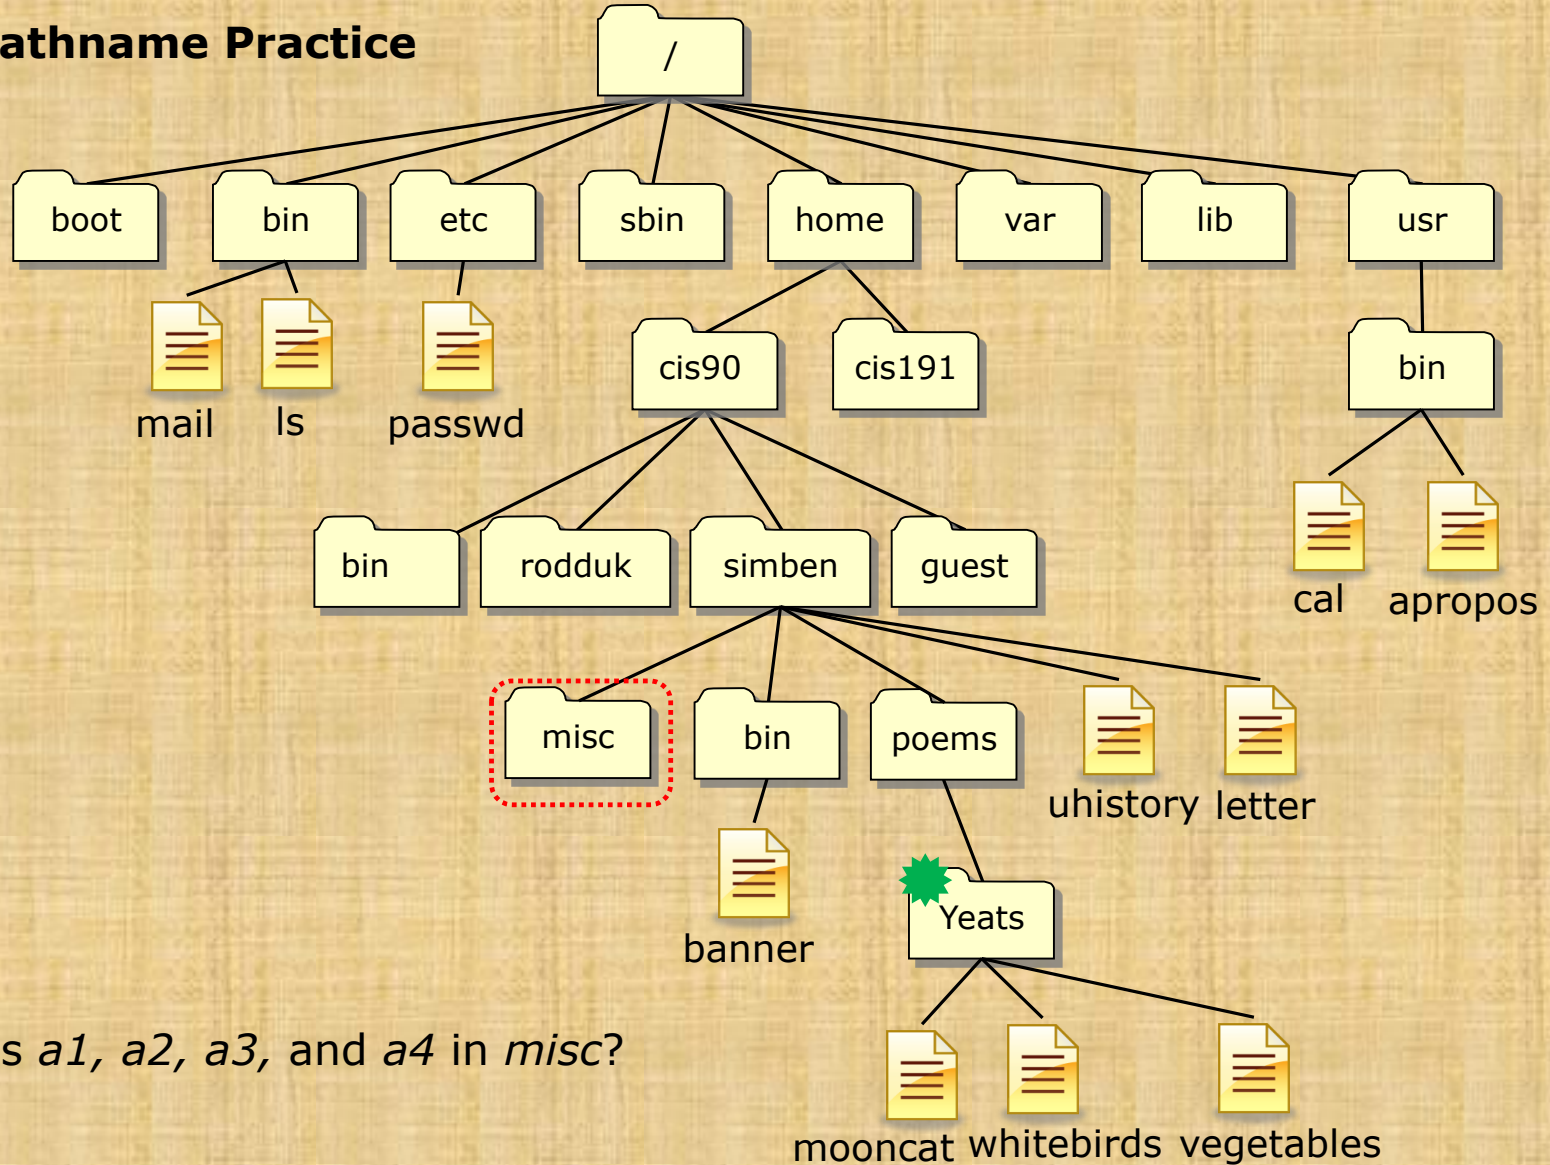 athname Practice
/
boot bin etc sbin home var lib usr
mail ls passwd
cis90 cis191 bin
bin rodduk simben guest
cal apropos
misc bin poems
uhistory letter
banner
Yeats
s a1, a2, a3, and a4 in misc?
mooncat whitebirds vegetables